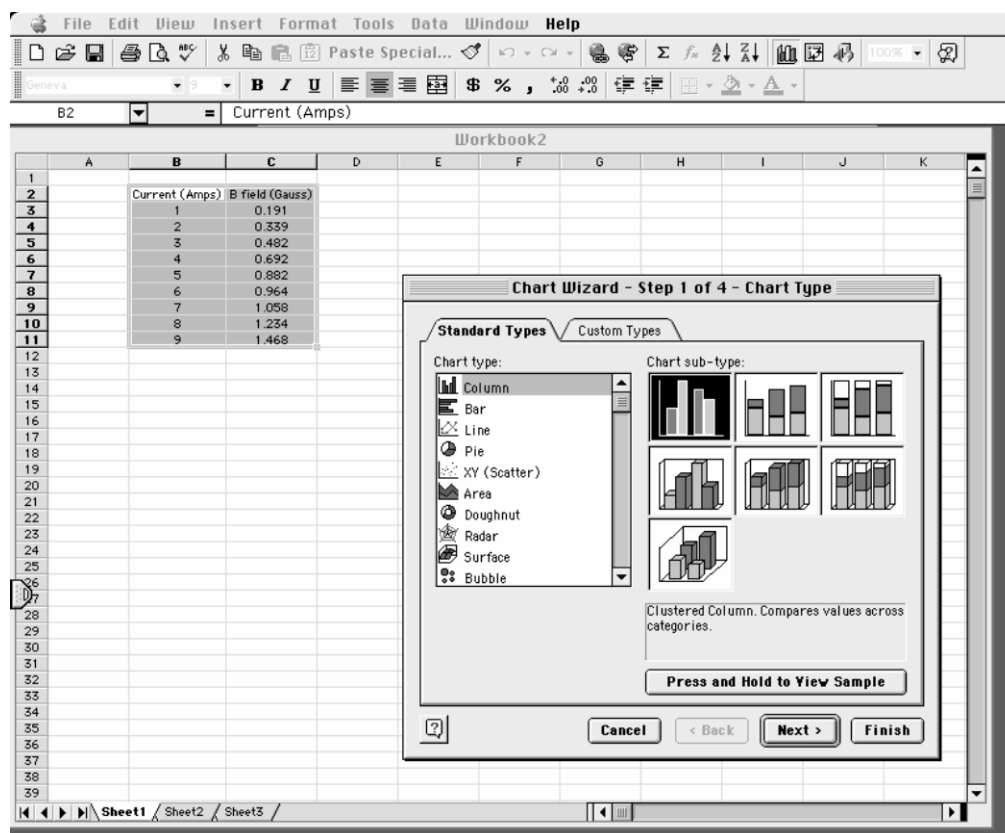 File Edit View Insert Format Tools Data Window Help
ABC Paste Special... Σ 100%
Geneva 9 B I U $ % , A
B2 = Current (Amps)
Workbook2
A B C D E F G H I J K
1
2 Current (Amps) B field (Gauss)
3 1 0.191
4 2 0.339
5 3 0.482
6 4 0.692
7 5 0.882
8 6 0.964
9 7 1.058
10 8 1.234
11 9 1.468
12
13
14
15
16
17
18
19
20
21
22
23
24
25
26
27
28
29
30
31
32
33
34
35
36
37
38
39
Chart Wizard - Step 1 of 4 - Chart Type
Standard Types Custom Types
Chart type:
Column
Bar
Line
Pie
XY (Scatter)
Area
Doughnut
Radar
Surface
Bubble
Chart sub-type:
Clustered Column. Compares values across
categories.
Press and Hold to View Sample
Cancel < Back Next > Finish
Sheet1 Sheet2 Sheet3